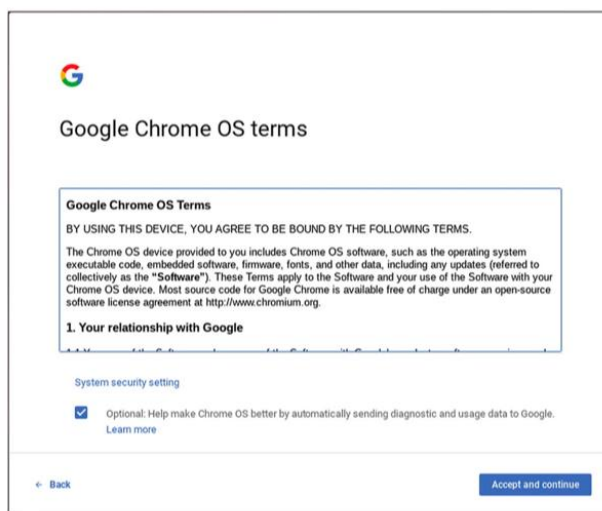 Google Chrome OS terms
Google Chrome OS Terms
BY USING THIS DEVICE, YOU AGREE TO BE BOUND BY THE FOLLOWING TERMS.
The Chrome OS device provided to you includes Chrome OS software, such as the operating system
executable code, embedded software, firmware, fonts, and other data, including any updates (referred to
collectively as the "Software"). These Terms apply to the Software and your use of the Software with your
Chrome OS device. Most source code for Google Chrome is available free of charge under an open-source
software license agreement at http://www.chromium.org.
1. Your relationship with Google
System security setting
Optional: Help make Chrome OS better by automatically sending diagnostic and usage data to Google.
Learn more
← Back
Accept and continue